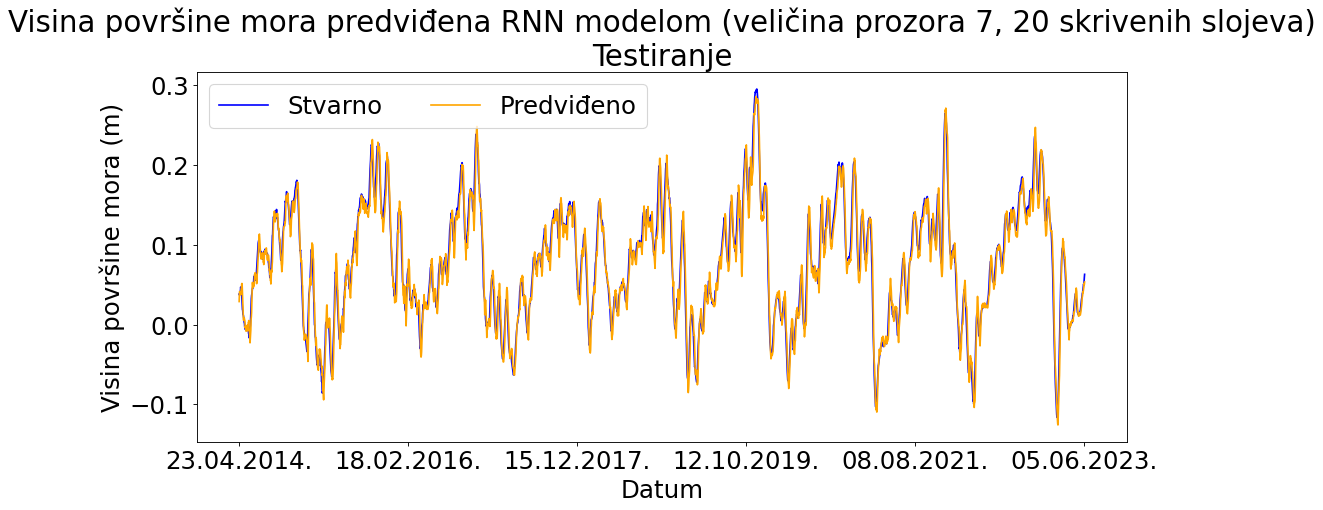 Visina površine mora predviđena RNN modelom (veličina prozora 7, 20 skrivenih slojeva)
Testiranje
Stvarno
Predviđeno
Visina površine mora (m)
0.3
0.2
0.1
0.0
−0.1
23.04.2014.
18.02.2016.
15.12.2017.
12.10.2019.
08.08.2021.
05.06.2023.
Datum